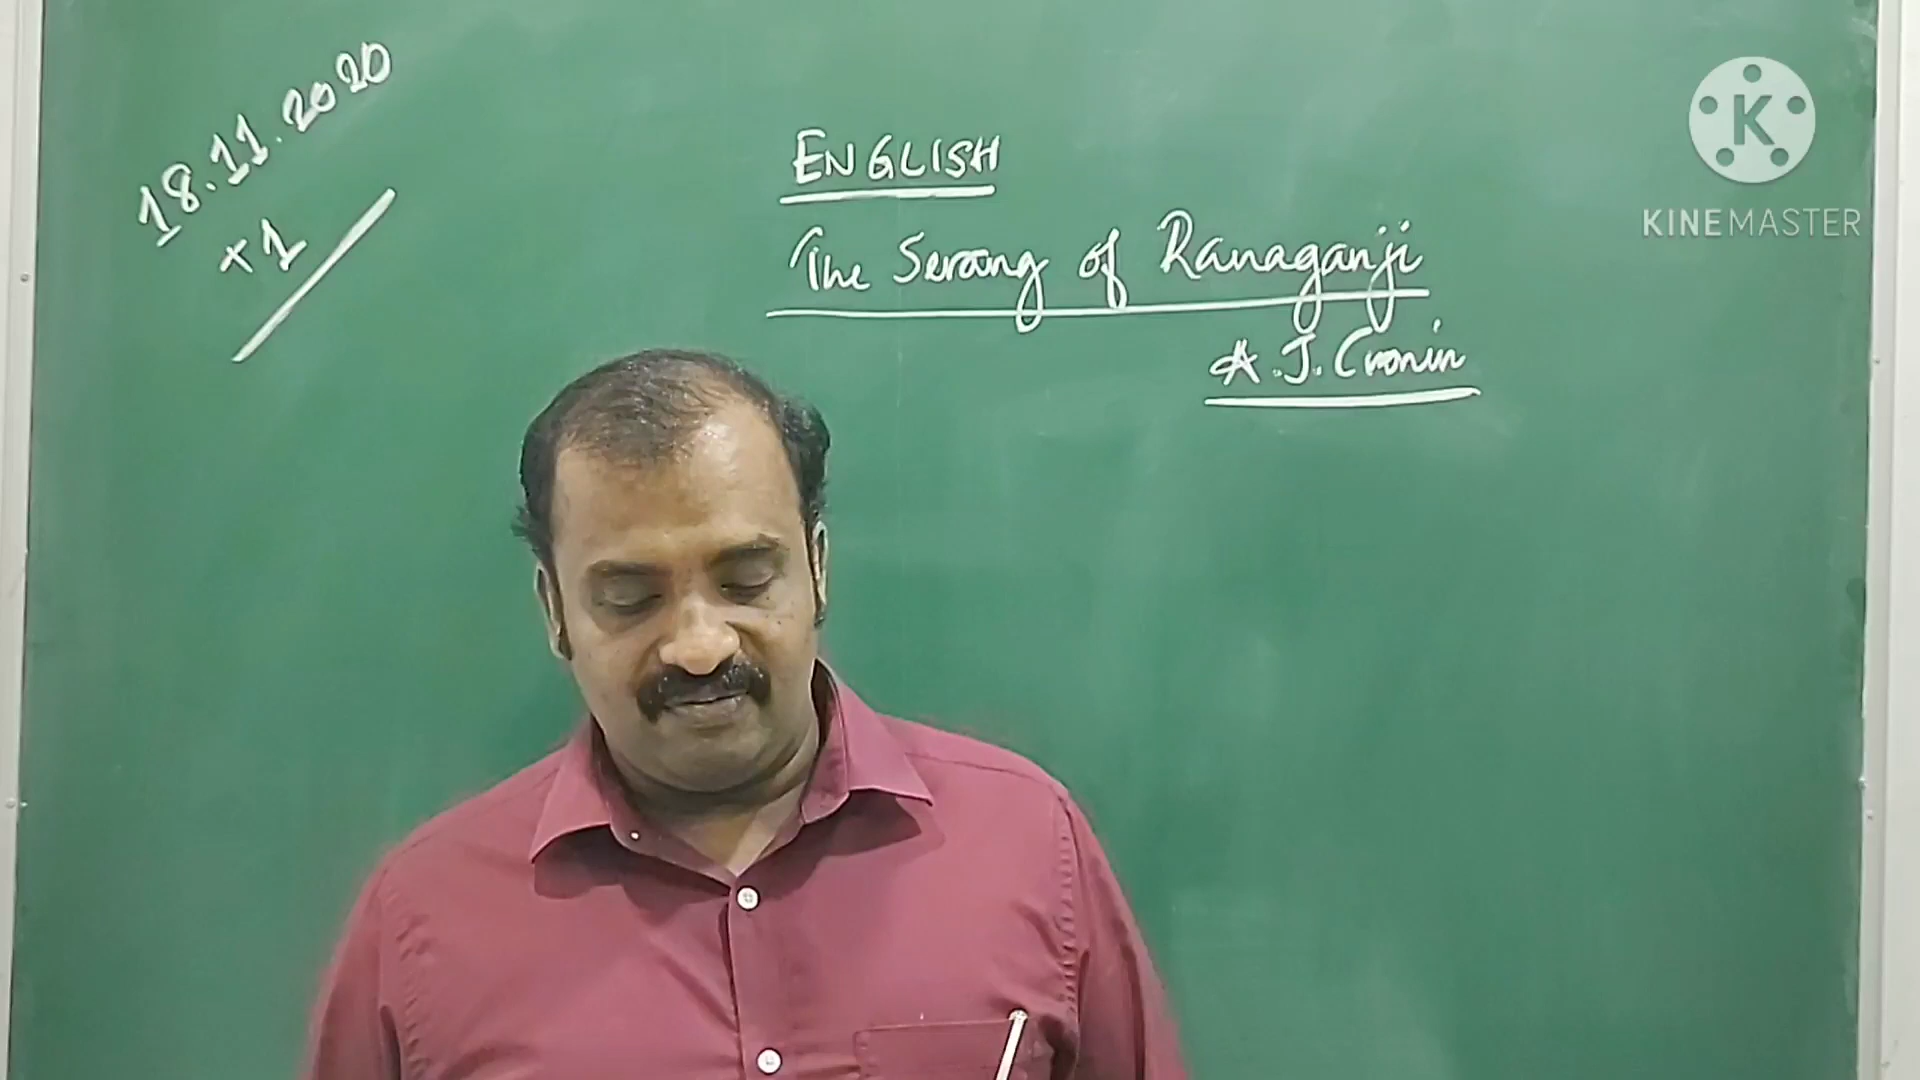 18.11.2020
+1
ENGLISH
The Serang of Ranaganji
A.J.Cronin
K
KINEMASTER